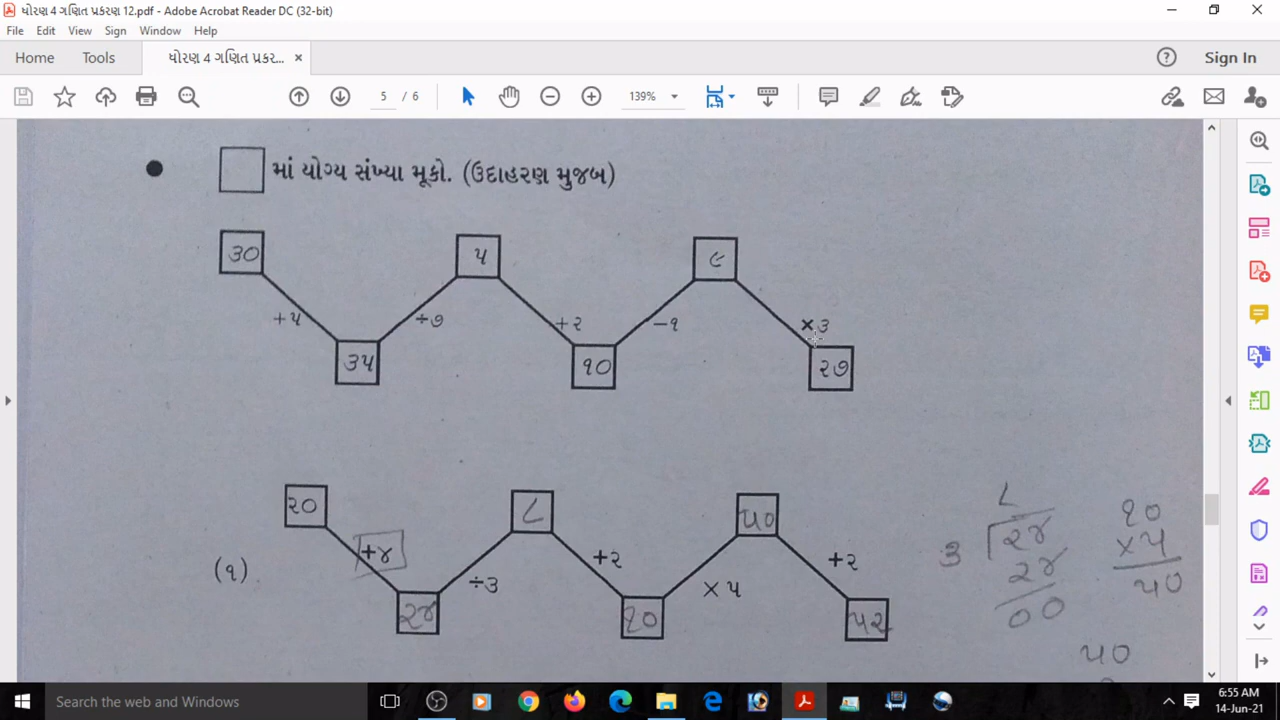 ધોરણ 4 ગણિત પ્રકરણ 12.pdf - Adobe Acrobat Reader DC (32-bit)
File Edit View Sign Window Help
Home Tools ધોરણ 4 ગણિત પ્રકર... × Sign In
5 / 6 139%
માં યોગ્ય સંખ્યા મૂકો. (ઉદાહરણ મુજબ)
૩૦ ૫ ૯
+૫ ÷૭ +૨ −૧ ×૩
૩૫ ૧૦ ૨૭
૨૦ ૮ ૫૦
(૧) +૪ ÷૩ +૨ × ૫ +૨
૨૪ ૧૦ ૫૨
૮
૩ ૨૪
૨૪
૦૦
૧૦
×૫
૫૦
૫૦
Search the web and Windows
6:55 AM
14-Jun-21